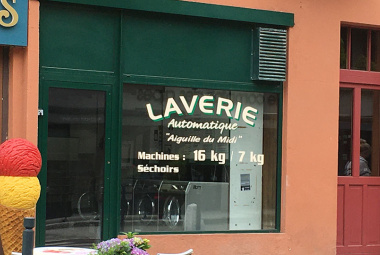 S
LAVERIE
Automatique
"Aiguille du Midi"
Machines : 16 kg / 7 kg
Séchoirs